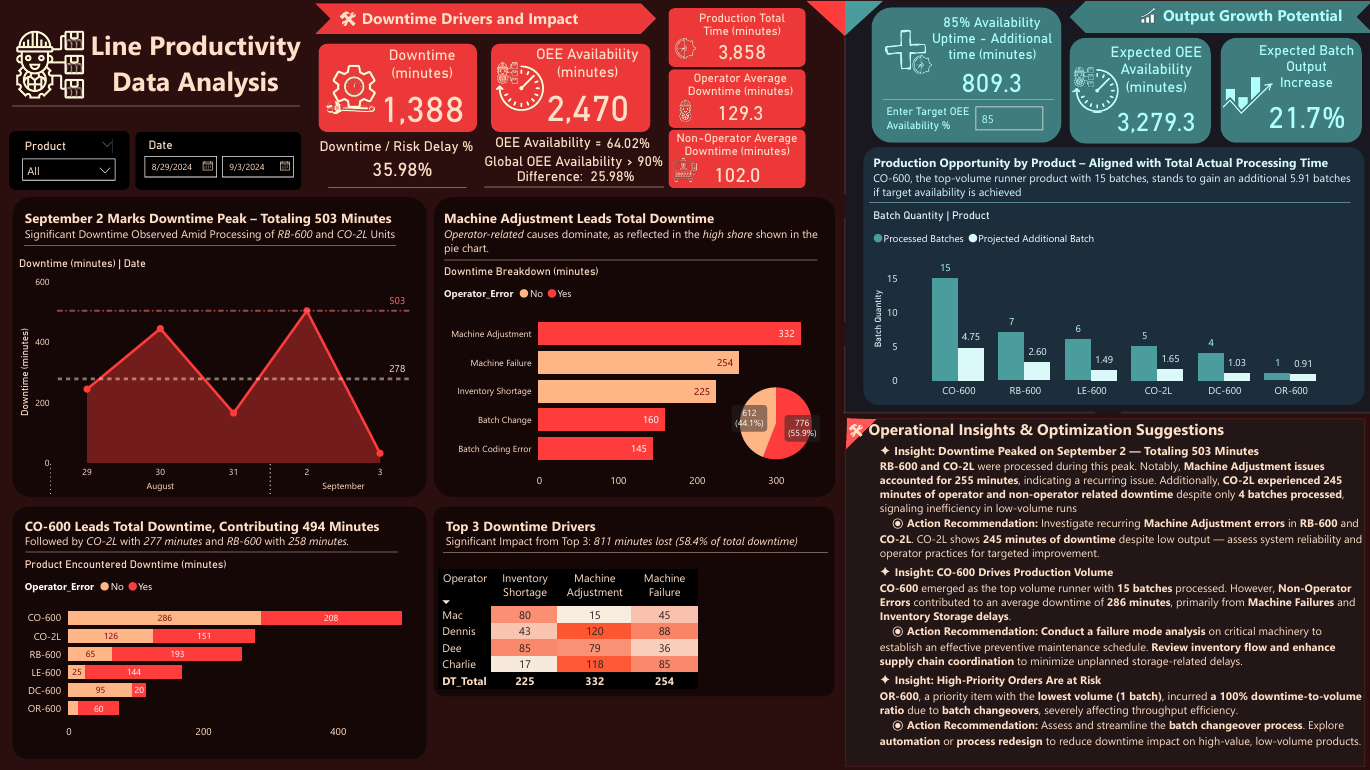 Line Productivity
Data Analysis
Product
All
Date
8/29/2024
9/3/2024
Downtime Drivers and Impact
Downtime
(minutes)
1,388
Downtime / Risk Delay %
35.98%
OEE Availability
(minutes)
2,470
OEE Availability = 64.02%
Global OEE Availability > 90%
Difference: 25.98%
Production Total
Time (minutes)
3,858
Operator Average
Downtime (minutes)
129.3
Non-Operator Average
Downtime (minutes)
102.0
Output Growth Potential
85% Availability
Uptime - Additional
time (minutes)
809.3
Enter Target OEE
Availability %
85
Expected OEE
Availability
(minutes)
3,279.3
Expected Batch
Output
Increase
21.7%
September 2 Marks Downtime Peak – Totaling 503 Minutes
Significant Downtime Observed Amid Processing of RB-600 and CO-2L Units
Downtime (minutes) | Date
Downtime (minutes)
600
400
200
0
503
278
29
30
31
2
3
August
September
Machine Adjustment Leads Total Downtime
Operator-related causes dominate, as reflected in the high share shown in the
pie chart.
Downtime Breakdown (minutes)
Operator_Error No Yes
Machine Adjustment 332
Machine Failure 254
Inventory Shortage 225
Batch Change 160
Batch Coding Error 145
0 100 200 300
612
(44.1%)
776
(55.9%)
Production Opportunity by Product – Aligned with Total Actual Processing Time
CO-600, the top-volume runner product with 15 batches, stands to gain an additional 5.91 batches
if target availability is achieved
Batch Quantity | Product
Processed Batches Projected Additional Batch
Batch Quantity
15
10
5
0
15 4.75
7 2.60
6 1.49
5 1.65
4 1.03
1 0.91
CO-600 RB-600 LE-600 CO-2L DC-600 OR-600
CO-600 Leads Total Downtime, Contributing 494 Minutes
Followed by CO-2L with 277 minutes and RB-600 with 258 minutes.
Product Encountered Downtime (minutes)
Operator_Error No Yes
CO-600 286 208
CO-2L 126 151
RB-600 65 193
LE-600 25 144
DC-600 95 20
OR-600 60
0 200 400
Top 3 Downtime Drivers
Significant Impact from Top 3: 811 minutes lost (58.4% of total downtime)
Operator Inventory Machine Machine
Shortage Adjustment Failure
Mac 80 15 45
Dennis 43 120 88
Dee 85 79 36
Charlie 17 118 85
DT_Total 225 332 254
Operational Insights & Optimization Suggestions
✦ Insight: Downtime Peaked on September 2 — Totaling 503 Minutes
RB-600 and CO-2L were processed during this peak. Notably, Machine Adjustment issues
accounted for 255 minutes, indicating a recurring issue. Additionally, CO-2L experienced 245
minutes of operator and non-operator related downtime despite only 4 batches processed,
signaling inefficiency in low-volume runs
◉ Action Recommendation: Investigate recurring Machine Adjustment errors in RB-600 and
CO-2L. CO-2L shows 245 minutes of downtime despite low output — assess system reliability and
operator practices for targeted improvement.
✦ Insight: CO-600 Drives Production Volume
CO-600 emerged as the top volume runner with 15 batches processed. However, Non-Operator
Errors contributed to an average downtime of 286 minutes, primarily from Machine Failures and
Inventory Storage delays.
◉ Action Recommendation: Conduct a failure mode analysis on critical machinery to
establish an effective preventive maintenance schedule. Review inventory flow and enhance
supply chain coordination to minimize unplanned storage-related delays.
✦ Insight: High-Priority Orders Are at Risk
OR-600, a priority item with the lowest volume (1 batch), incurred a 100% downtime-to-volume
ratio due to batch changeovers, severely affecting throughput efficiency.
◉ Action Recommendation: Assess and streamline the batch changeover process. Explore
automation or process redesign to reduce downtime impact on high-value, low-volume products.